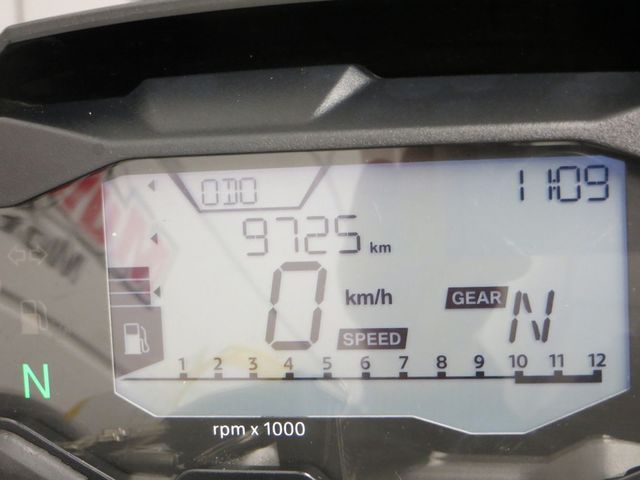 ODO 11:09
9725 km
0 km/h GEAR N
SPEED
1 2 3 4 5 6 7 8 9 10 11 12
N
rpm x 1000